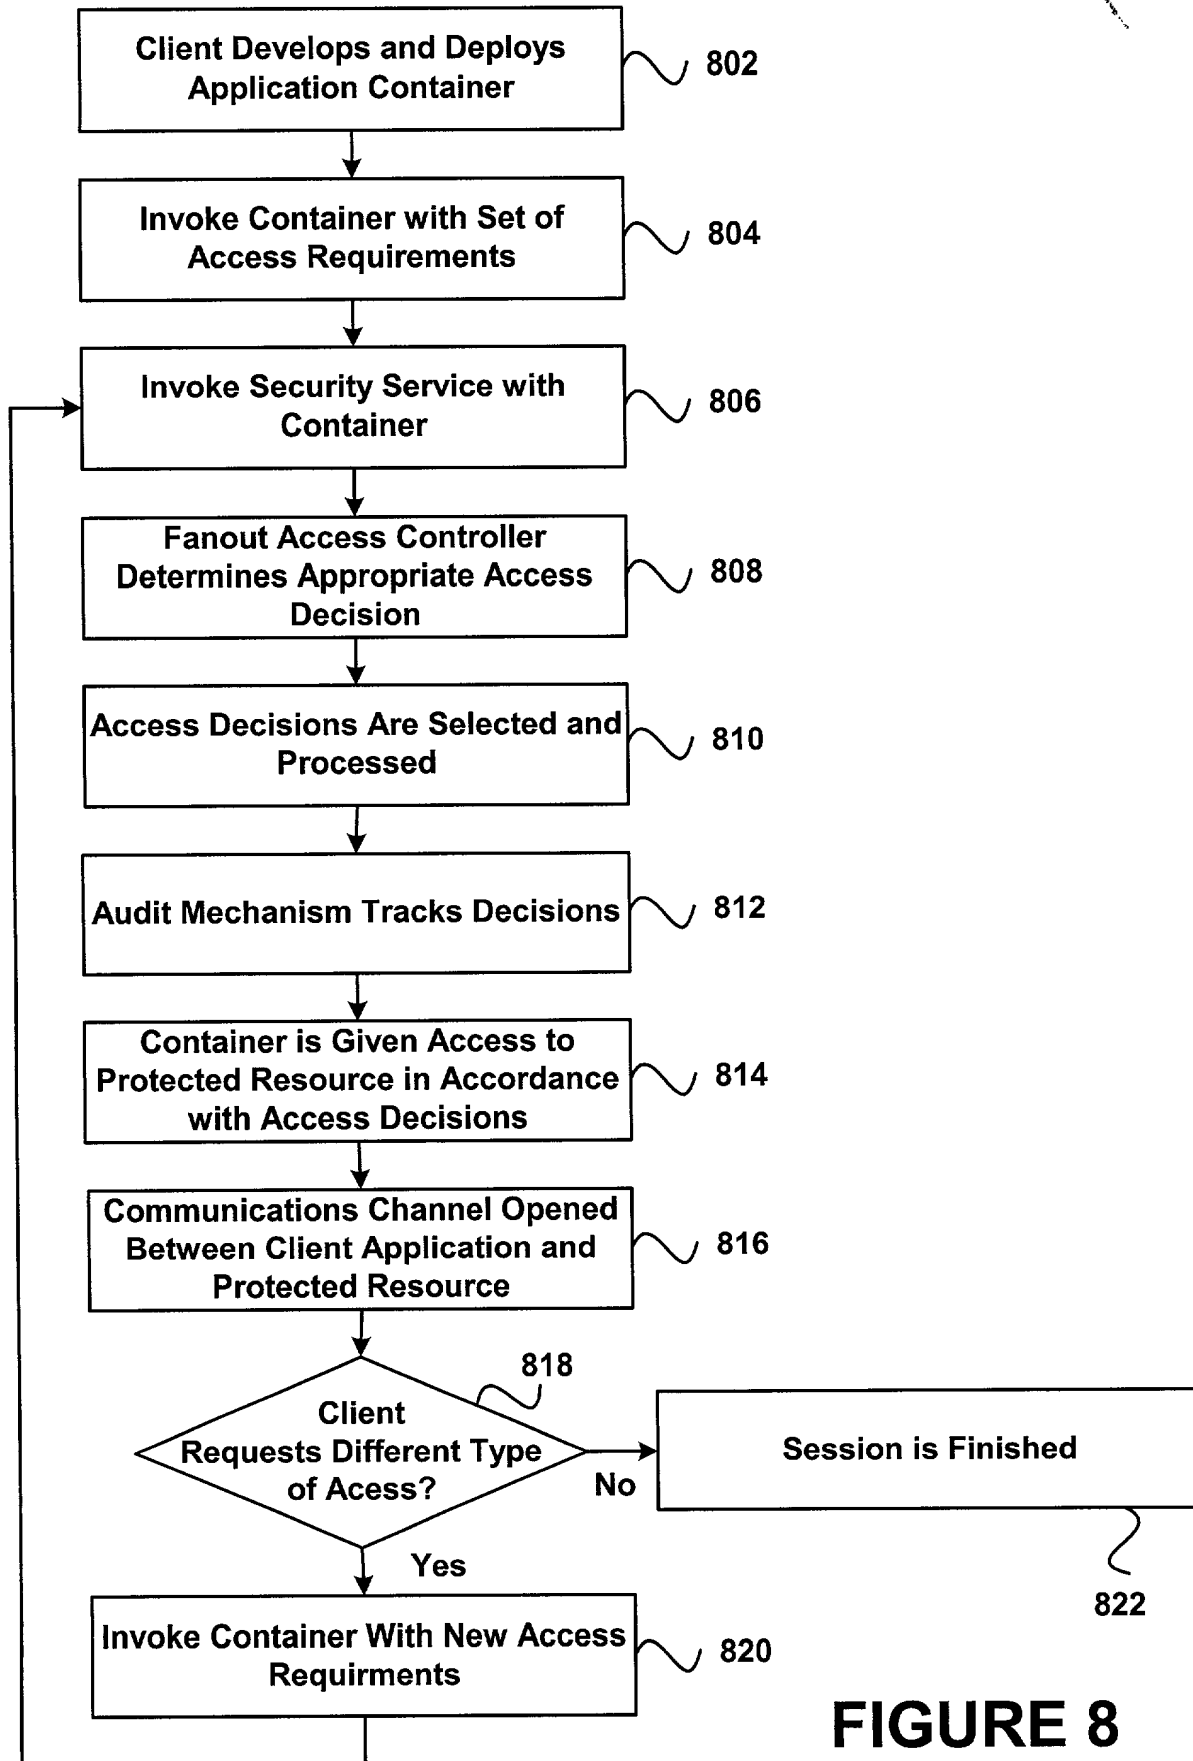 Client Develops and Deploys
Application Container
802
Invoke Container with Set of
Access Requirements
804
Invoke Security Service with
Container
806
Fanout Access Controller
Determines Appropriate Access
Decision
808
Access Decisions Are Selected and
Processed
810
Audit Mechanism Tracks Decisions
812
Container is Given Access to
Protected Resource in Accordance
with Access Decisions
814
Communications Channel Opened
Between Client Application and
Protected Resource
816
818
Client
Requests Different Type
of Acess?
No
Session is Finished
822
Yes
Invoke Container With New Access
Requirments
820
FIGURE 8